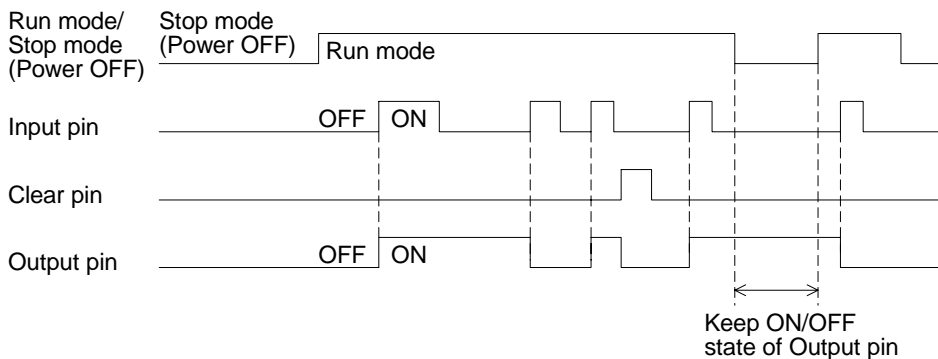 Run mode/
Stop mode
(Power OFF)
Stop mode
(Power OFF)
Run mode
Input pin
OFF
ON
Clear pin
Output pin
OFF
ON
Keep ON/OFF
state of Output pin